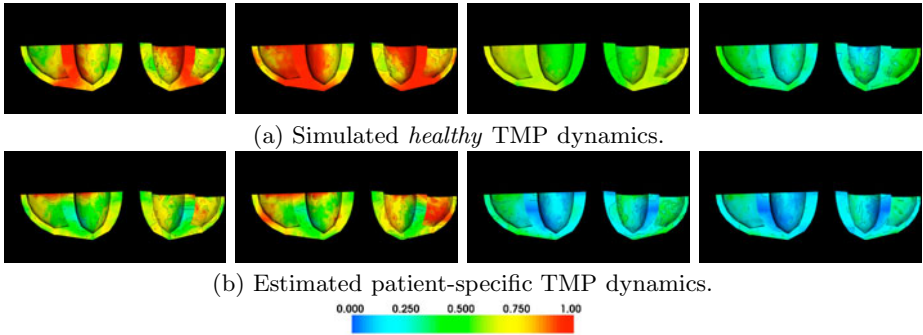 (a) Simulated healthy TMP dynamics.
(b) Estimated patient-specific TMP dynamics.
0.000 0.250 0.500 0.750 1.00